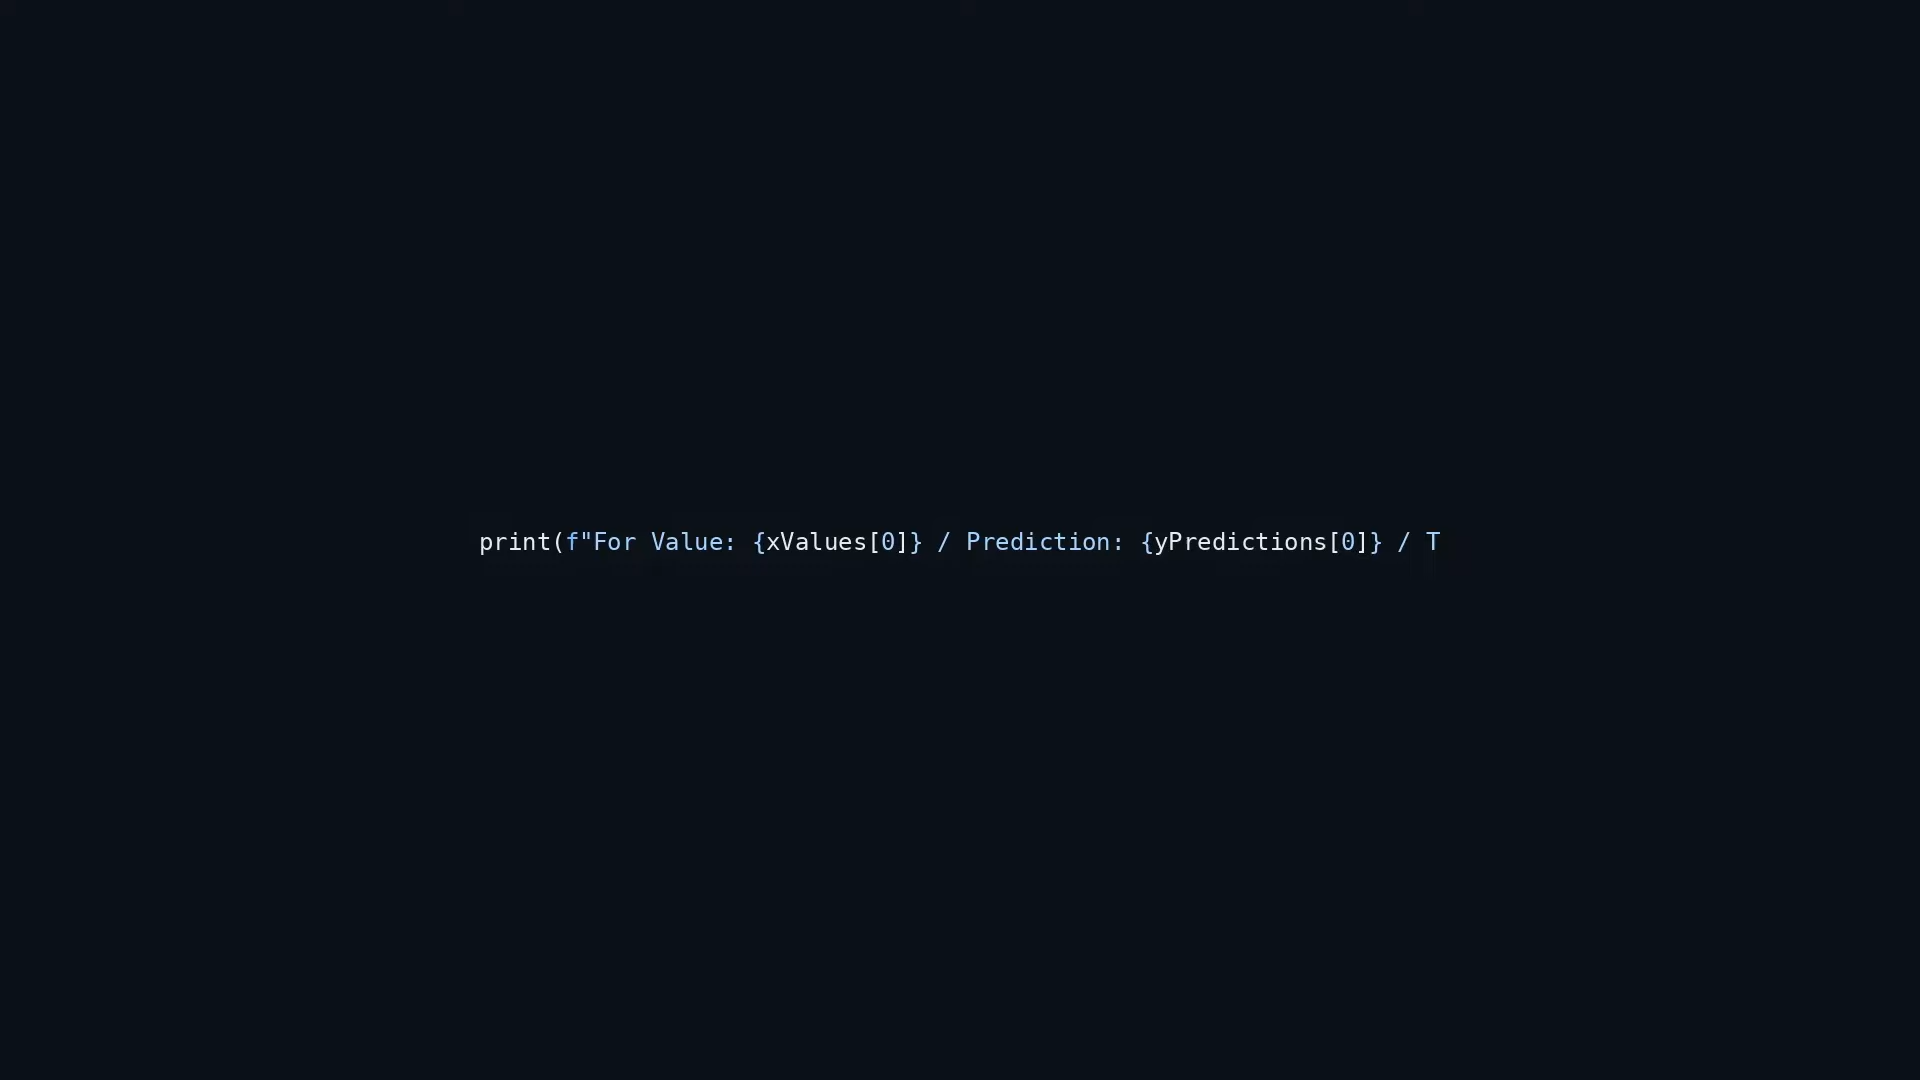 print(f"For Value: {xValues[0]} / Prediction: {yPredictions[0]} / T